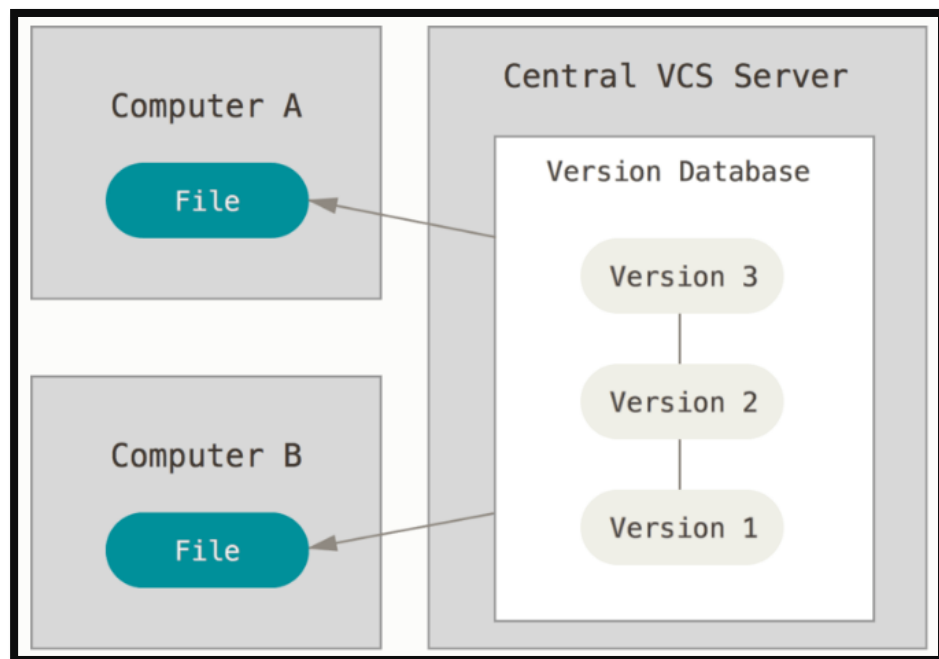 Computer A
File
Computer B
File
Central VCS Server
Version Database
Version 3
Version 2
Version 1